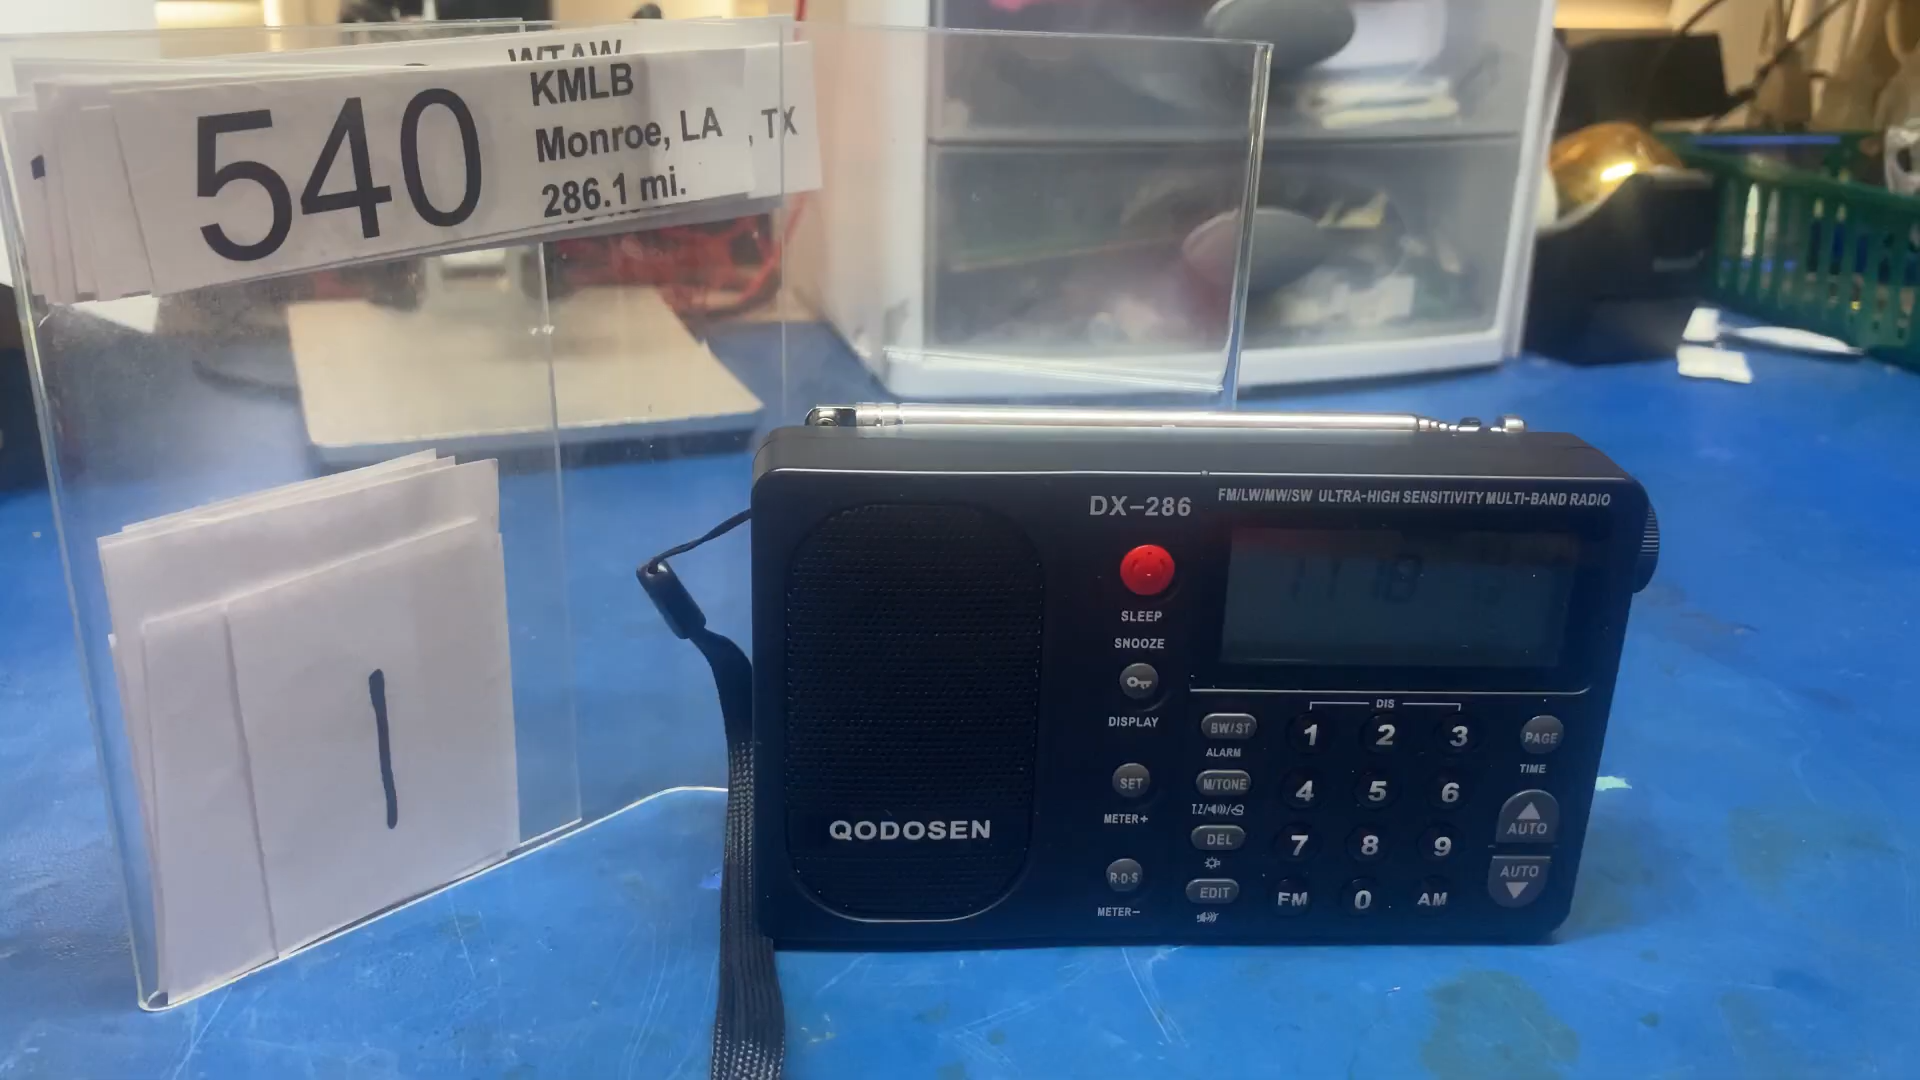 WTAW
540
KMLB
Monroe, LA
, TX
286.1 mi.
1
DX-286
FM/LW/MW/SW ULTRA-HIGH SENSITIVITY MULTI-BAND RADIO
SLEEP
SNOOZE
DISPLAY
SET
METER+
R·D·S
METER-
BW/ST
ALARM
M/TONE
DEL
EDIT
DIS
1 2 3
4 5 6
7 8 9
FM 0 AM
PAGE
TIME
AUTO
AUTO
QODOSEN